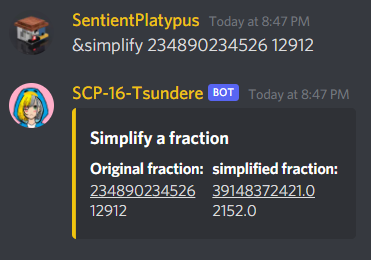 SentientPlatypus Today at 8:47 PM
&simplify 234890234526 12912
SCP-16-Tsundere BOT Today at 8:47 PM
Simplify a fraction
Original fraction: simplified fraction:
234890234526 39148372421.0
12912 2152.0